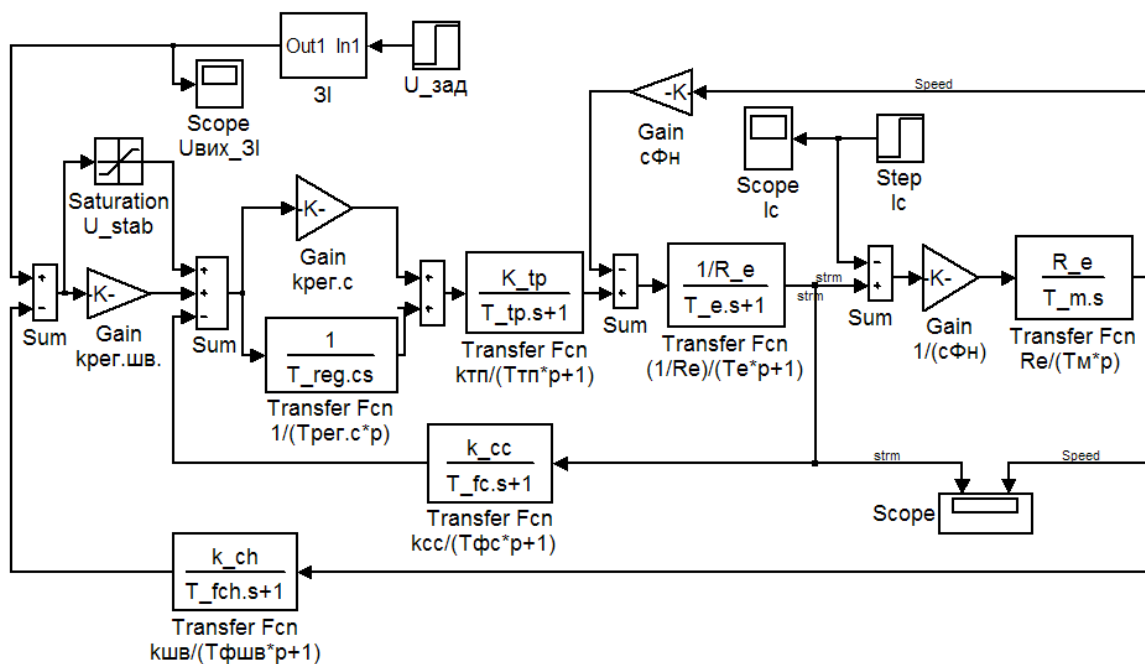 Out1 In1
ЗІ
U_зад
Scope
Uвих_ЗІ
-K-
Gain
сФн
Speed
Scope
Ic
Step
Ic
Saturation
U_stab
-K-
Gain
kрег.с
K-
Gain
kрег.шв.
Sum
Sum
1
T_reg.cs
Transfer Fcn
1/(Tрег.с*p)
K_tp
T_tp.s+1
Transfer Fcn
kтп/(Tтп*p+1)
Sum
1/R_e
T_e.s+1
Transfer Fcn
(1/Re)/(Te*p+1)
strm
strm
Sum
-K-
Gain
1/(сФн)
R_e
T_m.s
Transfer Fcn
Re/(Tм*p)
k_cc
T_fc.s+1
Transfer Fcn
kcc/(Tфс*p+1)
strm
Speed
Scope
k_ch
T_fch.s+1
Transfer Fcn
kшв/(Tфшв*p+1)